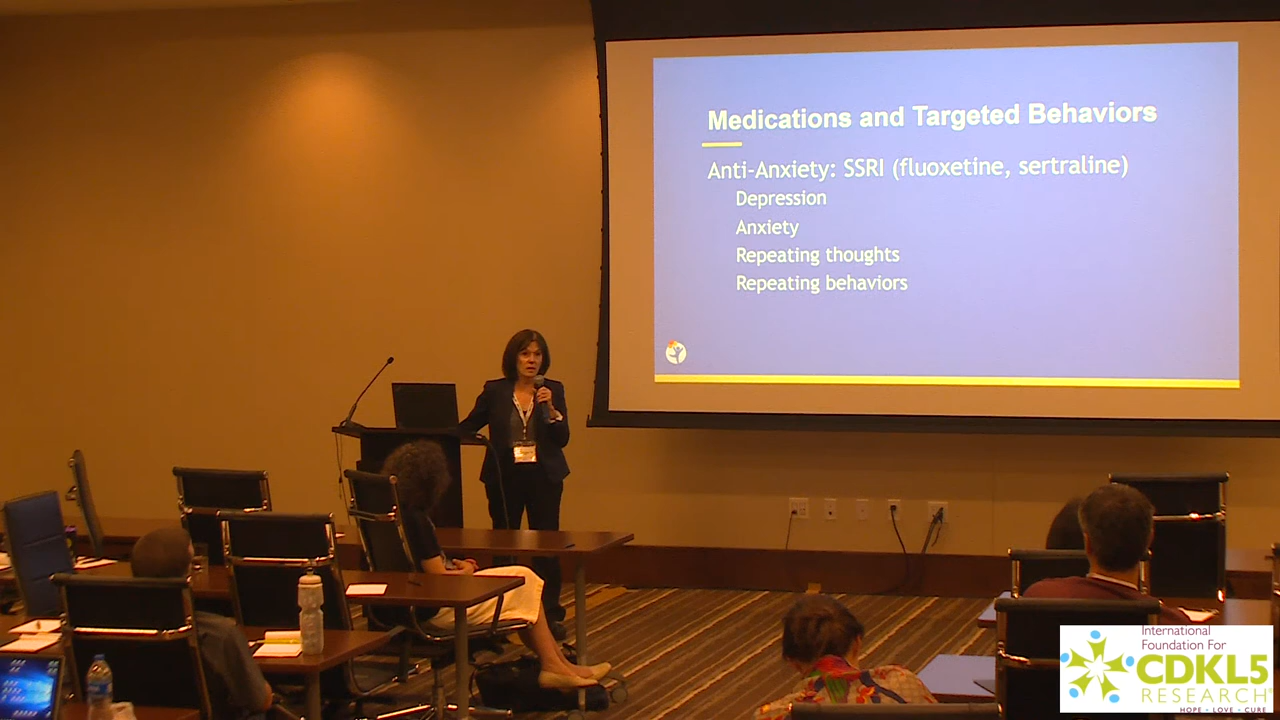 Medications and Targeted Behaviors
Anti-Anxiety: SSRI (fluoxetine, sertraline)
Depression
Anxiety
Repeating thoughts
Repeating behaviors
International
Foundation For
CDKL5
RESEARCH
HOPE - LOVE - CURE